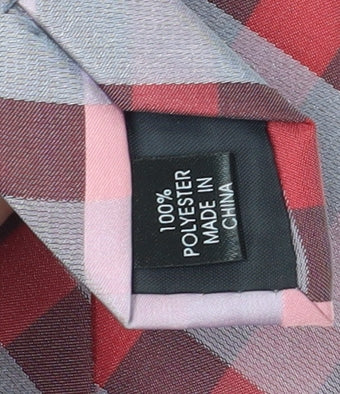 100%
POLYESTER
MADE IN
CHINA